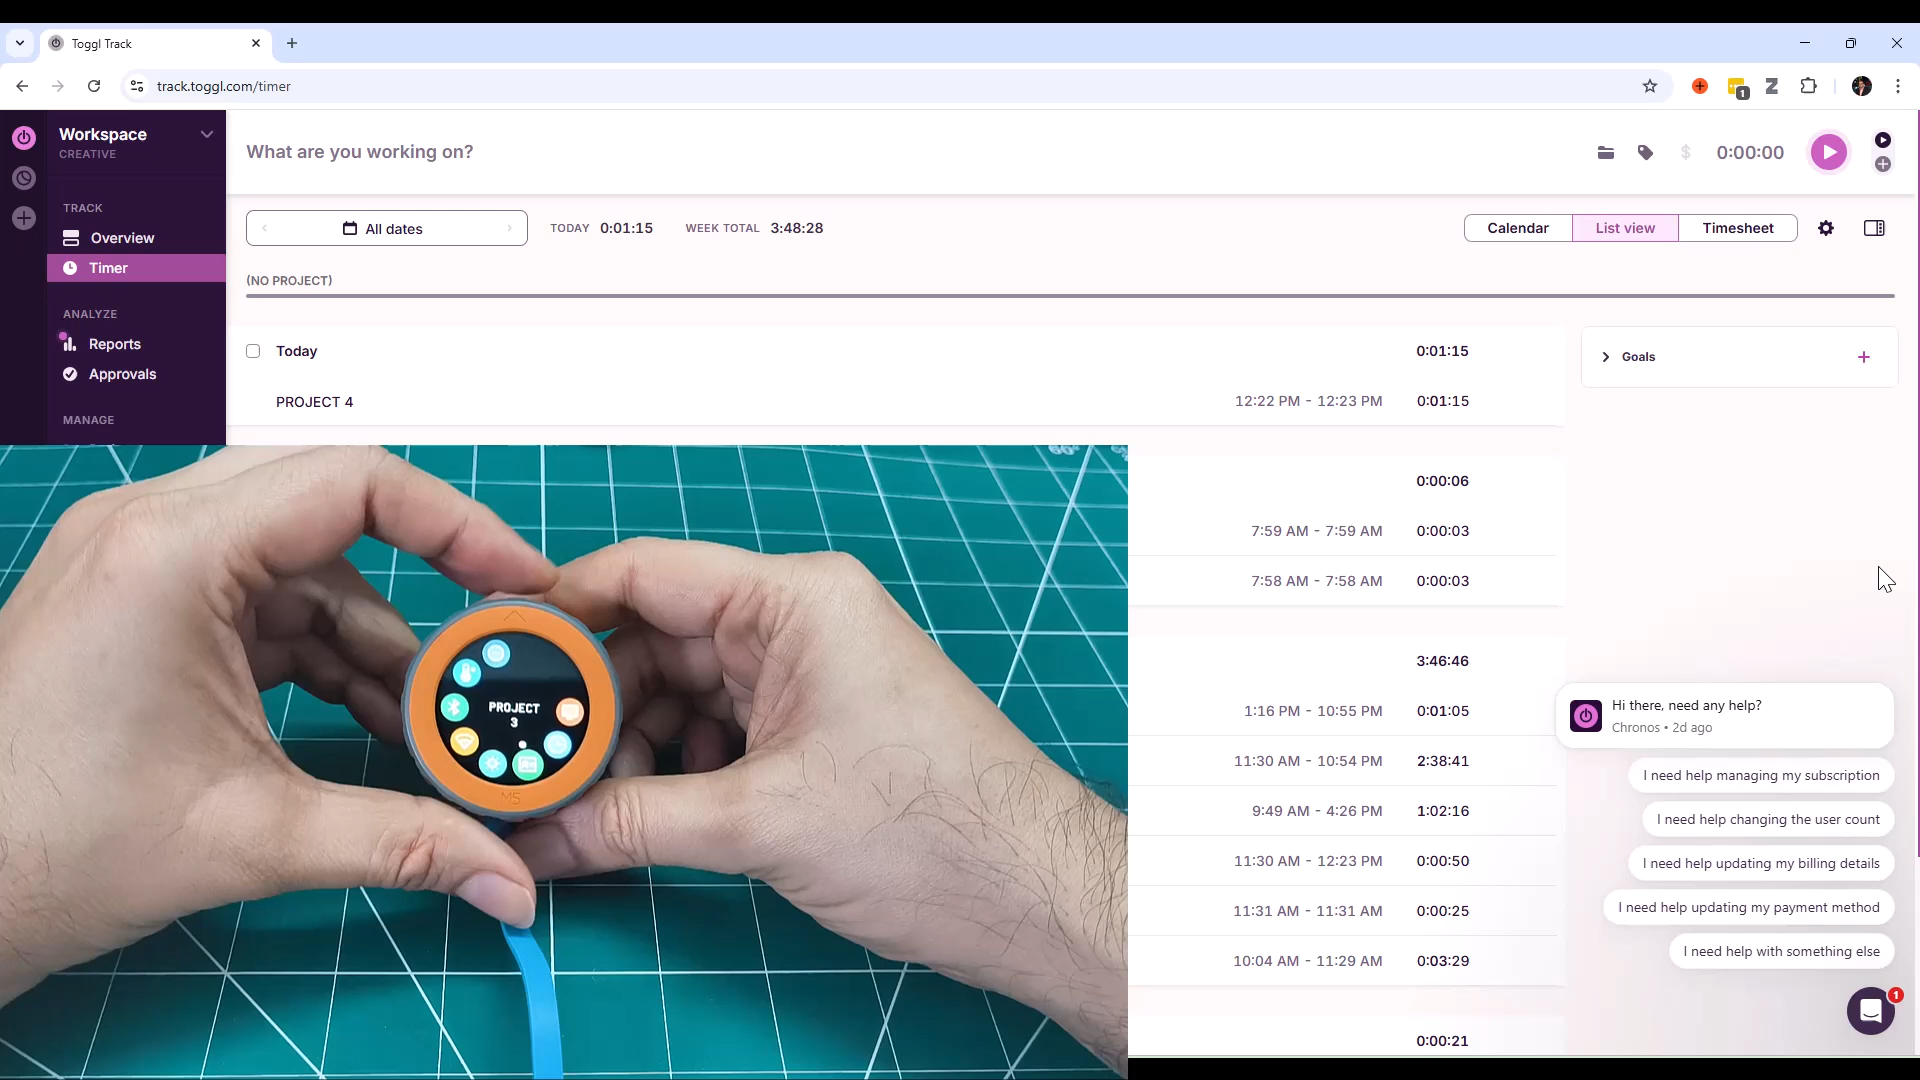 Toggl Track
track.toggl.com/timer
1
Workspace
CREATIVE
TRACK
Overview
Timer
ANALYZE
Reports
Approvals
MANAGE
What are you working on?
$
0:00:00
All dates
TODAY 0:01:15
WEEK TOTAL 3:48:28
Calendar
List view
Timesheet
(NO PROJECT)
Today
0:01:15
PROJECT 4
12:22 PM - 12:23 PM 0:01:15
Goals
0:00:06
7:59 AM - 7:59 AM 0:00:03
7:58 AM - 7:58 AM 0:00:03
3:46:46
1:16 PM - 10:55 PM 0:01:05
11:30 AM - 10:54 PM 2:38:41
9:49 AM - 4:26 PM 1:02:16
11:30 AM - 12:23 PM 0:00:50
11:31 AM - 11:31 AM 0:00:25
10:04 AM - 11:29 AM 0:03:29
0:00:21
PROJECT
3
M5
Hi there, need any help?
Chronos • 2d ago
I need help managing my subscription
I need help changing the user count
I need help updating my billing details
I need help updating my payment method
I need help with something else
1